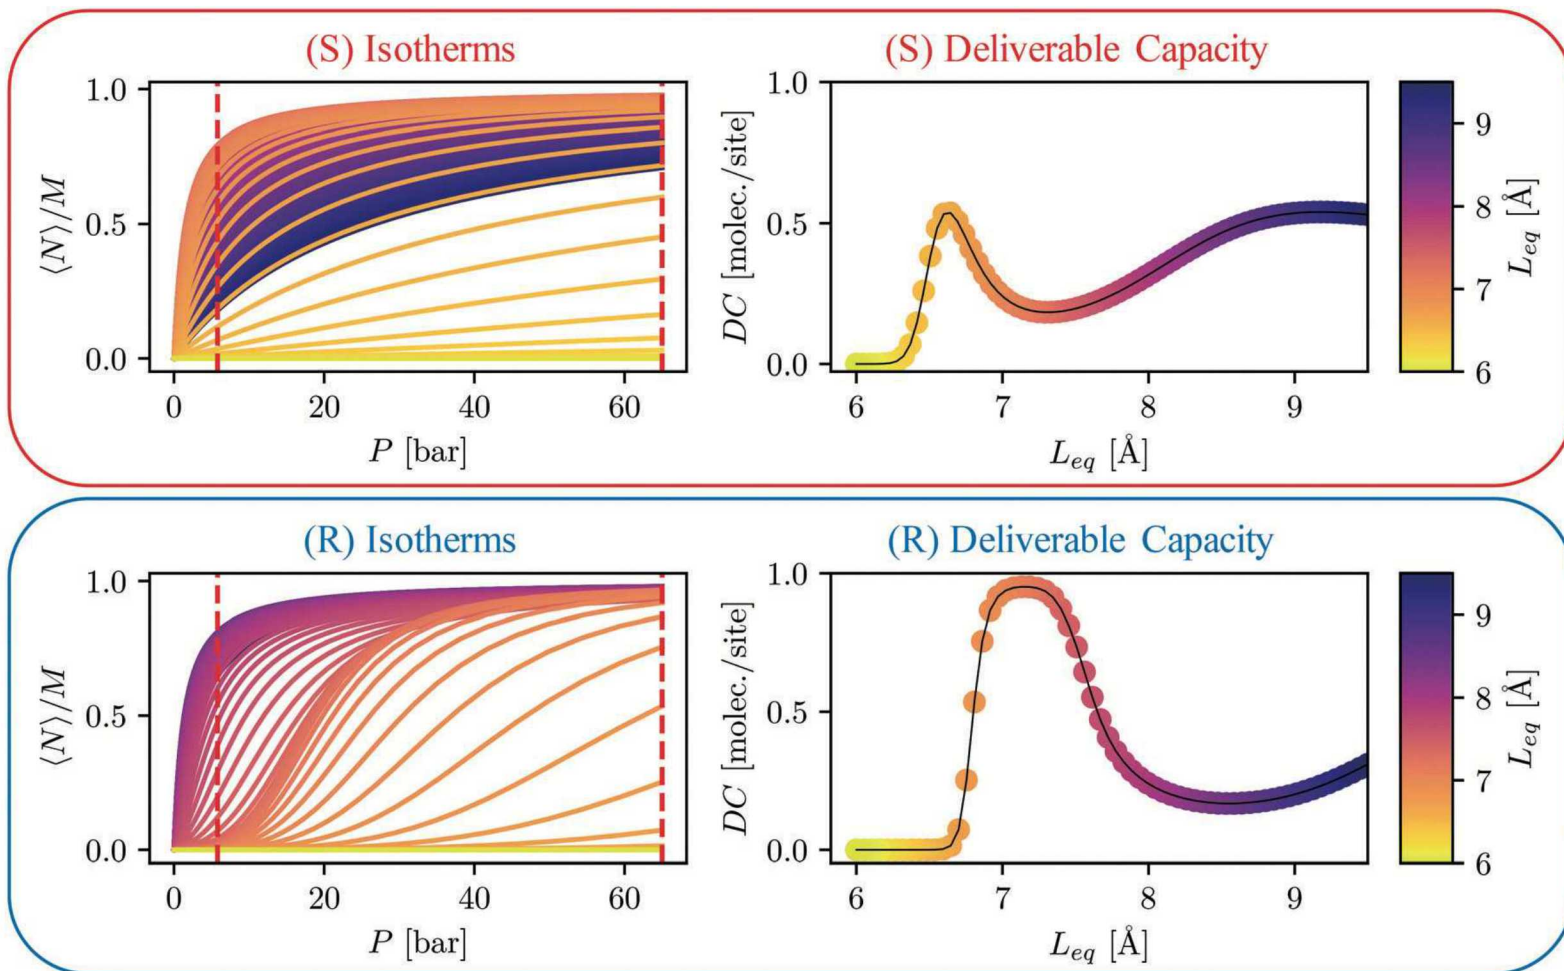 (S) Isotherms
1.0
0.5
0.0
⟨N⟩/M
0 20 40 60
P [bar]
(S) Deliverable Capacity
1.0
0.5
0.0
DC [molec./site]
6 7 8 9
L_eq [Å]
9
8
7
6
L_eq [Å]
(R) Isotherms
1.0
0.5
0.0
⟨N⟩/M
0 20 40 60
P [bar]
(R) Deliverable Capacity
1.0
0.5
0.0
DC [molec./site]
6 7 8 9
L_eq [Å]
9
8
7
6
L_eq [Å]